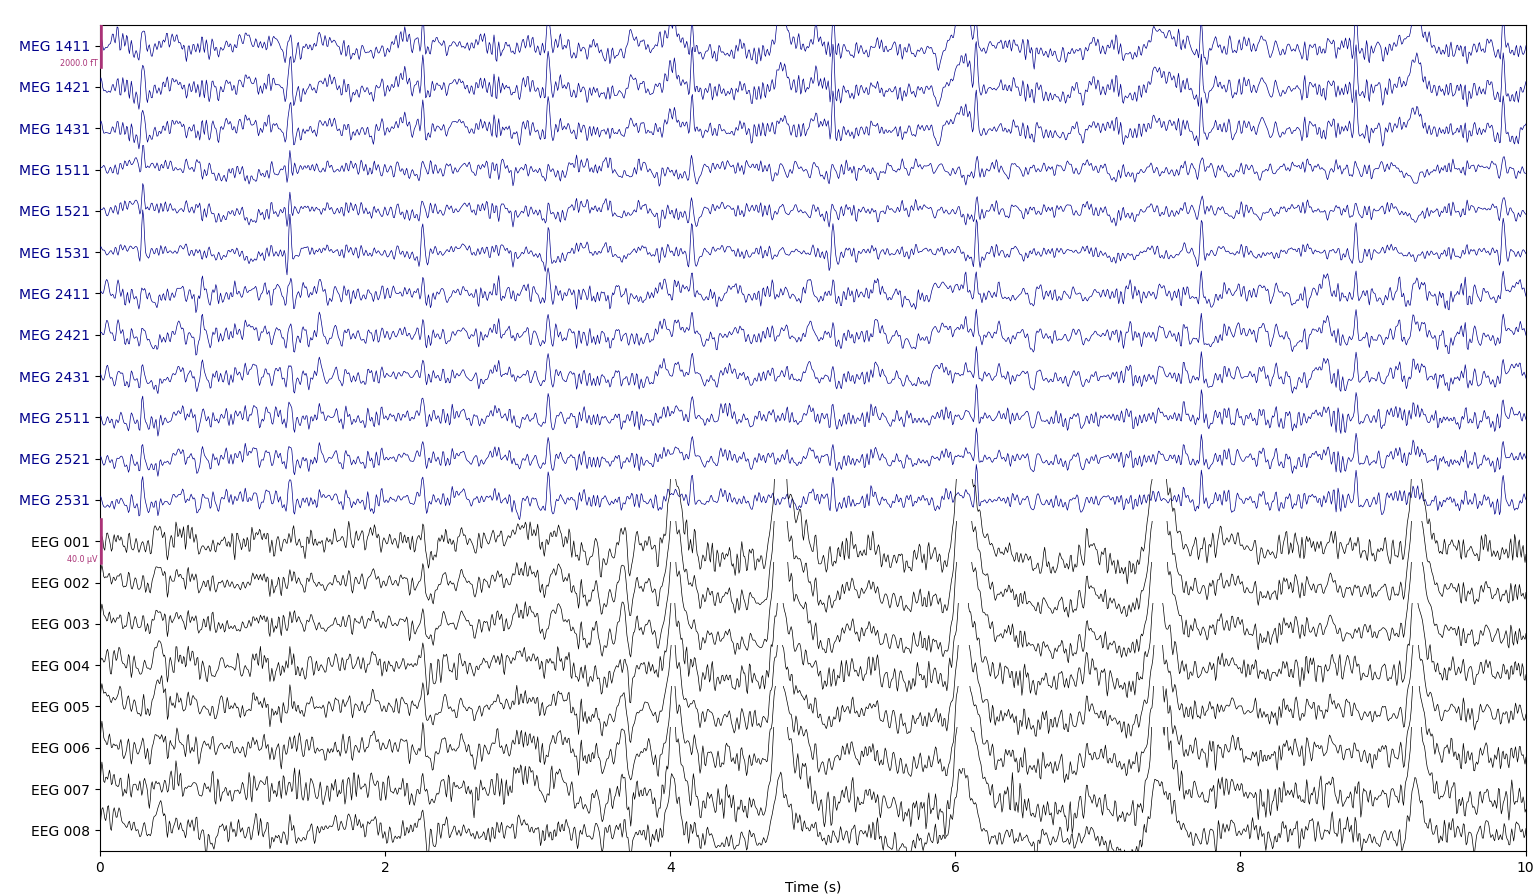 MEG 1411
2000.0 fT
MEG 1421
MEG 1431
MEG 1511
MEG 1521
MEG 1531
MEG 2411
MEG 2421
MEG 2431
MEG 2511
MEG 2521
MEG 2531
EEG 001
40.0 µV
EEG 002
EEG 003
EEG 004
EEG 005
EEG 006
EEG 007
EEG 008
0 2 4 6 8 10
Time (s)